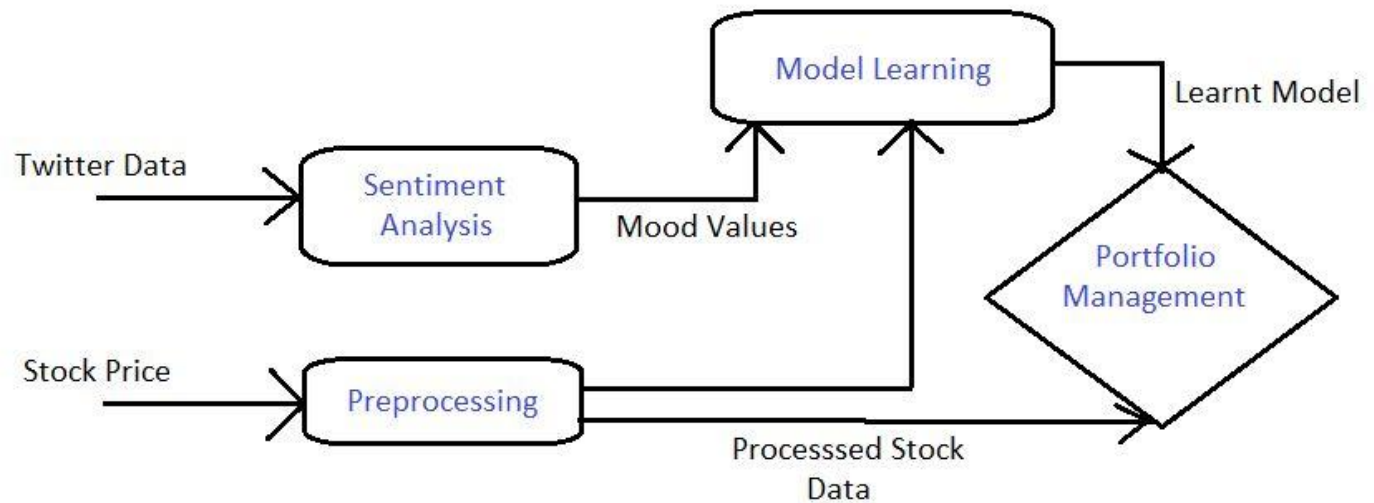 Model Learning
Learnt Model
Twitter Data
Sentiment
Analysis
Mood Values
Portfolio
Management
Stock Price
Preprocessing
Processsed Stock
Data